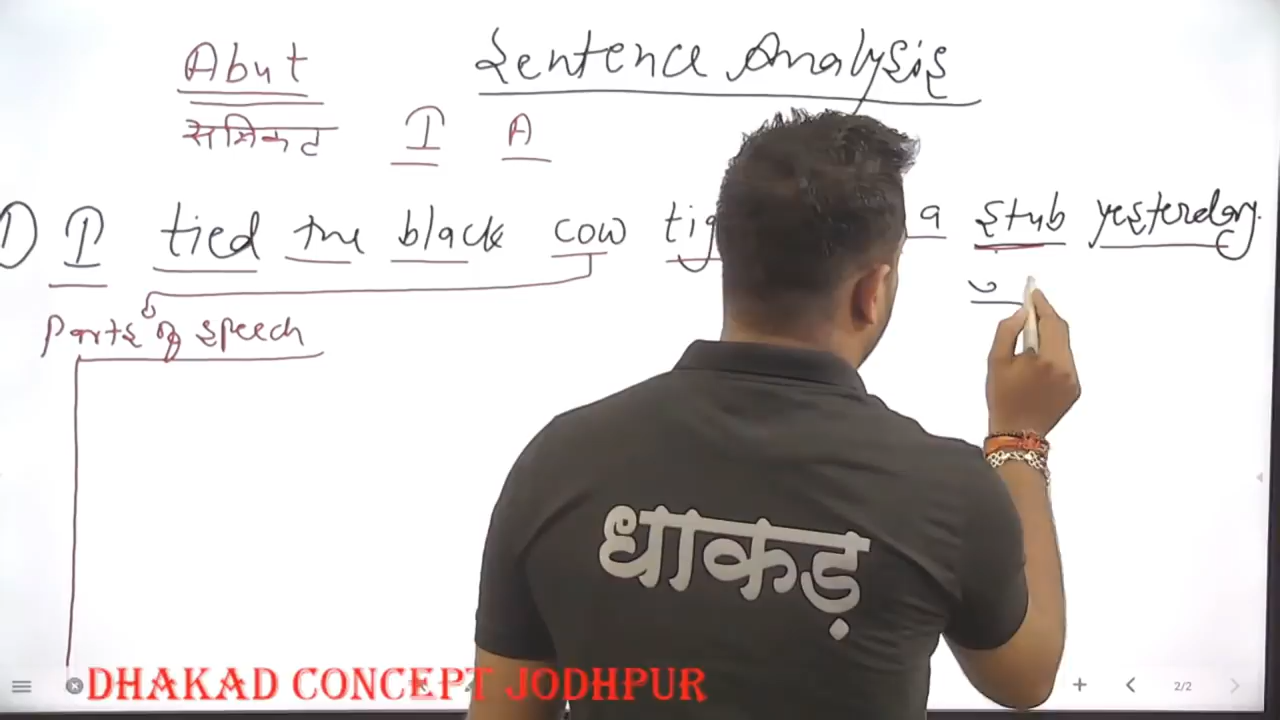 Abut Sentence Analysis
सन्निकट I A
1) I tied the black cow tig a stub yesterday.
Parts of speech
धाकड़
DHAKAD CONCEPT JODHPUR
2/2